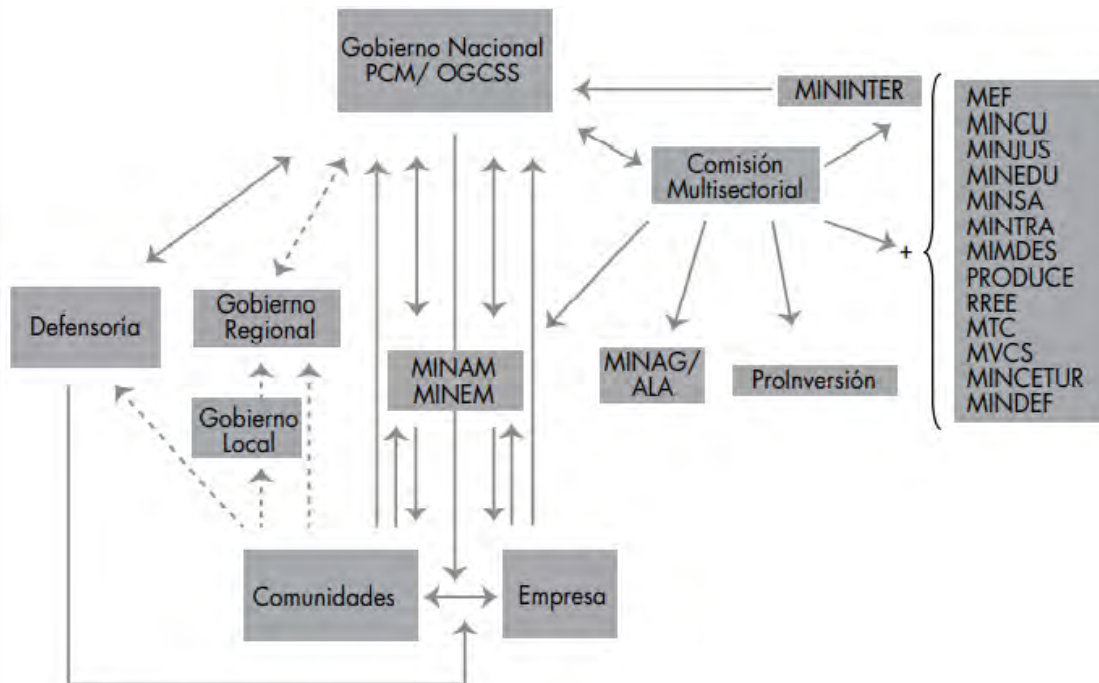 Gobierno Nacional
PCM/ OGCSS
MININTER
MEF
MINCU
MINJUS
MINEDU
MINSA
MINTRA
MIMDES
PRODUCE
RREE
MTC
MVCS
MINCETUR
MINDEF
Comisión
Multisectorial
+
Defensoría
Gobierno
Regional
MINAM
MINEM
MINAG/
ALA
ProInversión
Gobierno
Local
Comunidades
Empresa